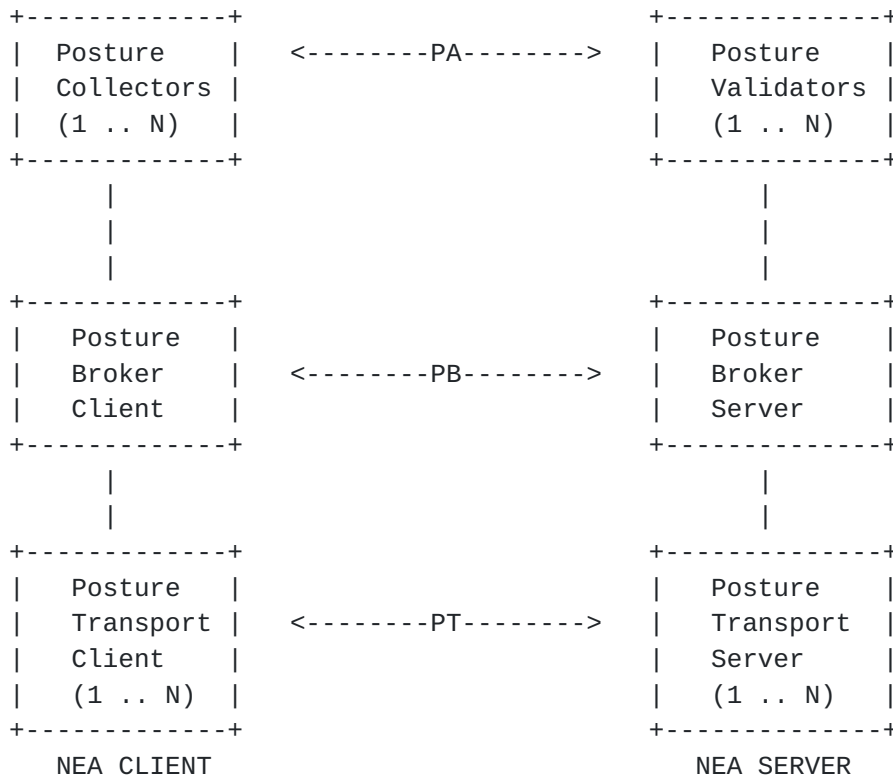 +-------------+                          +--------------+
|  Posture    |   <--------PA-------->   |   Posture    |
|  Collectors |                          |   Validators |
|  (1 .. N)   |                          |   (1 .. N)   |
+-------------+                          +--------------+
      |                                         |
      |                                         |
      |                                         |
+-------------+                          +--------------+
|   Posture   |                          |   Posture    |
|   Broker    |   <--------PB-------->   |   Broker     |
|   Client    |                          |   Server     |
+-------------+                          +--------------+
      |                                         |
      |                                         |
+-------------+                          +--------------+
|   Posture   |                          |   Posture    |
|   Transport |   <--------PT-------->   |   Transport  |
|   Client    |                          |   Server     |
|   (1 .. N)  |                          |   (1 .. N)   |
+-------------+                          +--------------+
   NEA CLIENT                               NEA SERVER